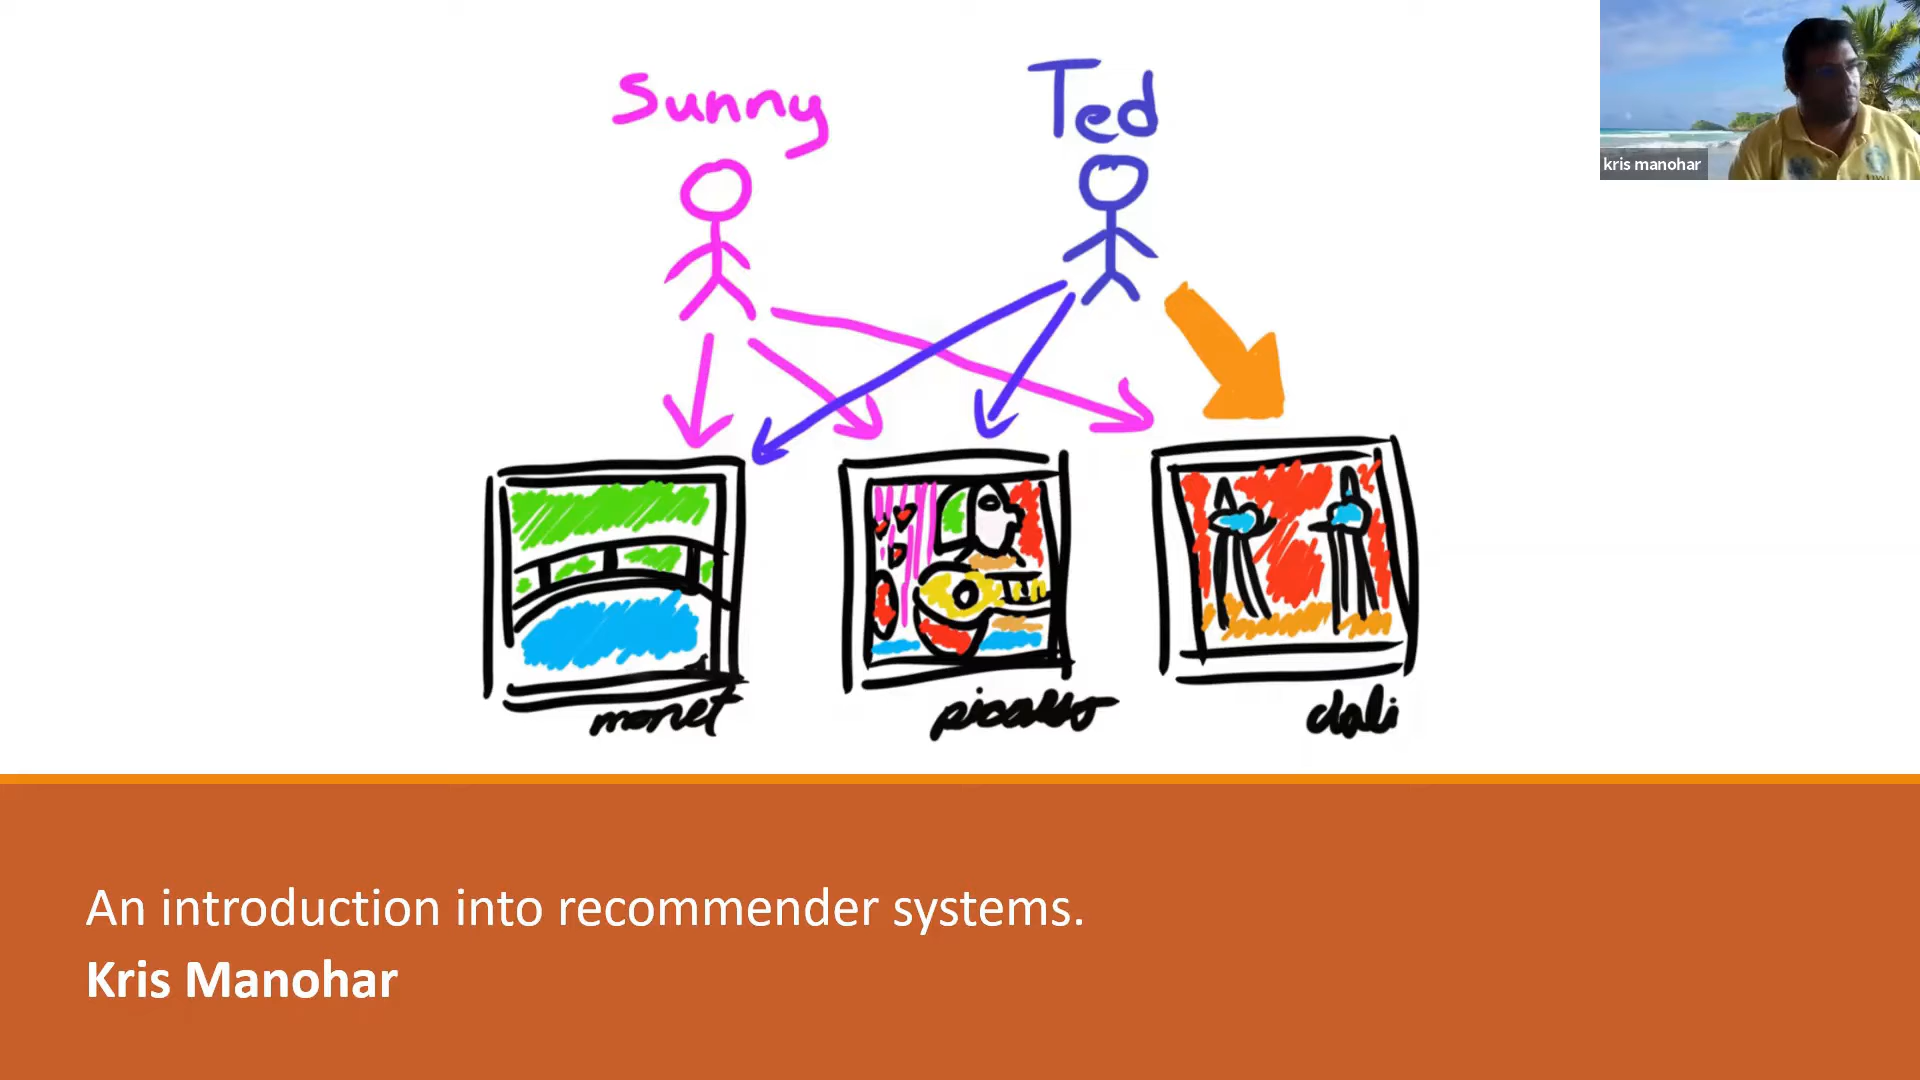 Sunny
Ted
kris manohar
monet
picasso
dali
An introduction into recommender systems.
Kris Manohar